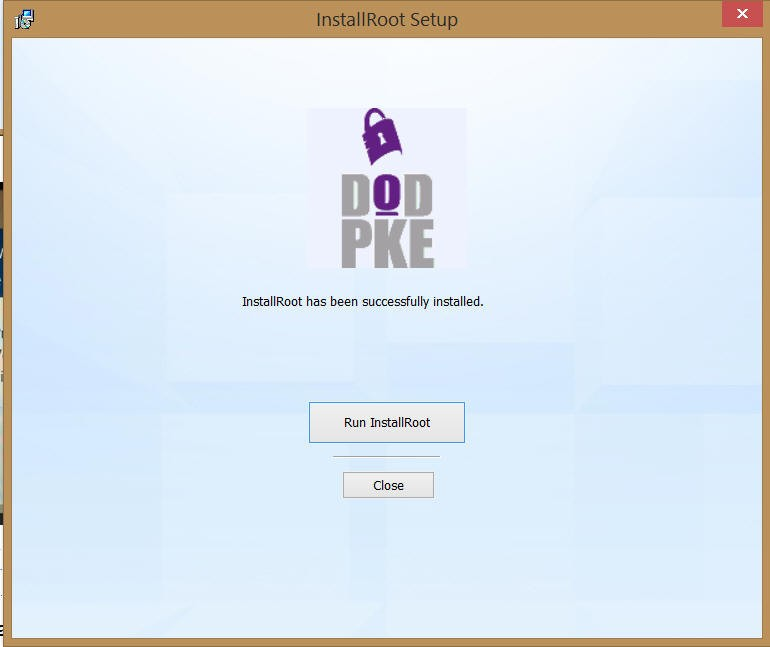 InstallRoot Setup
DOD
PKE
InstallRoot has been successfully installed.
Run InstallRoot
Close